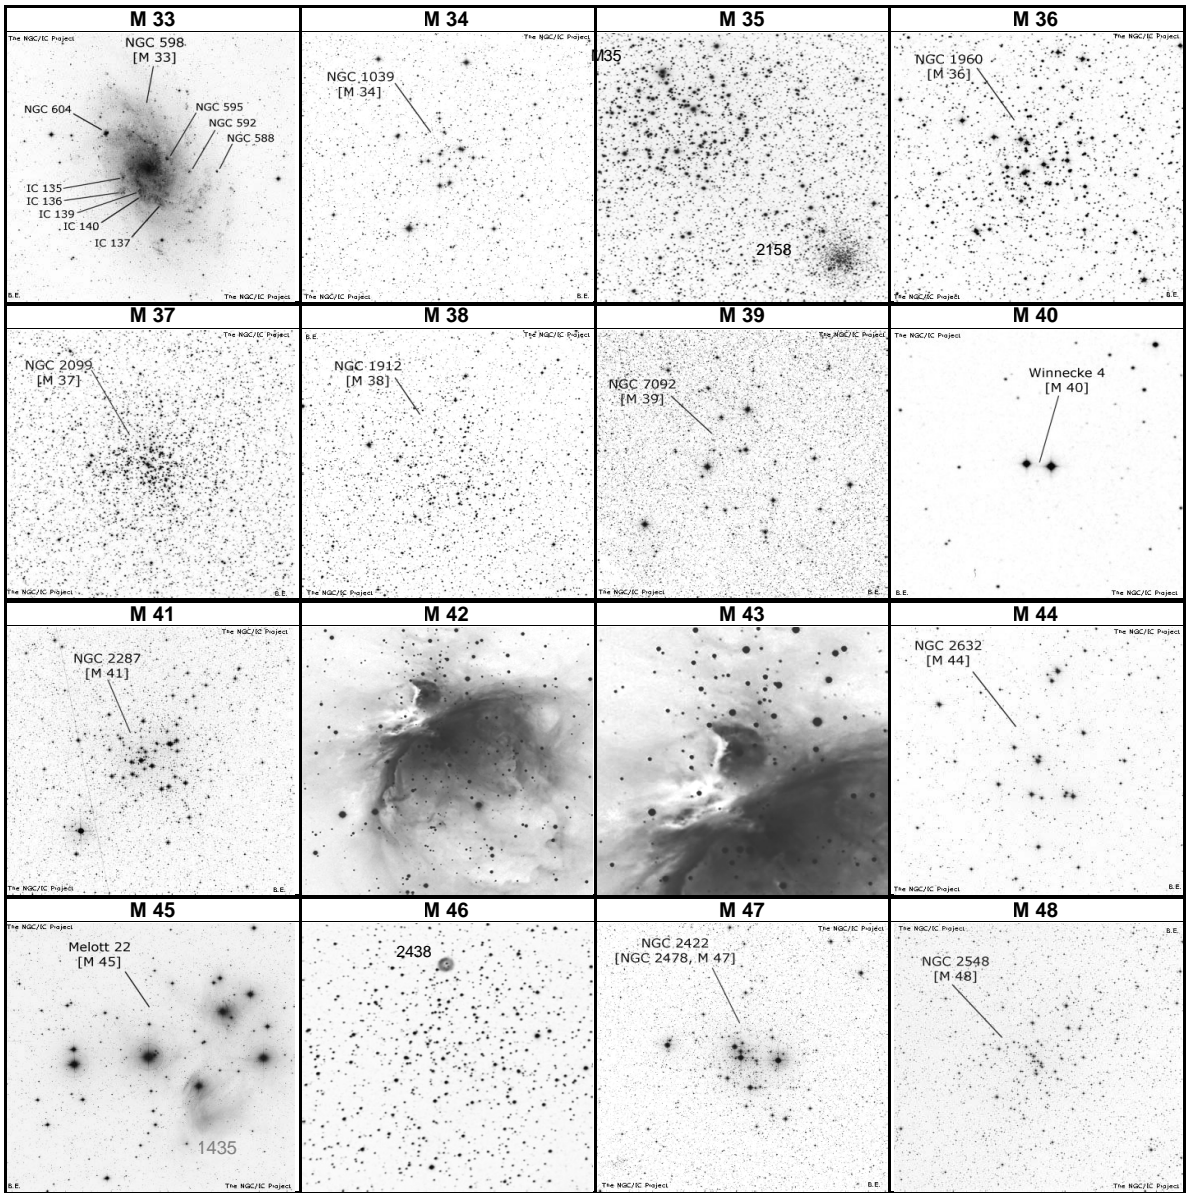 M 33
The NGC/IC Project
NGC 598
[M 33]
NGC 604
NGC 595
NGC 592
NGC 588
IC 135
IC 136
IC 139
IC 140
IC 137
B.E.
The NGC/IC Project
M 34
The NGC/IC Project
NGC 1039
[M 34]
The NGC/IC Project
B.E.
M 35
M35
2158
M 36
The NGC/IC Project
NGC 1960
[M 36]
The NGC/IC Project
B.E.
M 37
The NGC/IC Project
NGC 2099
[M 37]
The NGC/IC Project
B.E.
M 38
B.E.
The NGC/IC Project
NGC 1912
[M 38]
The NGC/IC Project
M 39
The NGC/IC Project
NGC 7092
[M 39]
The NGC/IC Project
B.E.
M 40
Winnecke 4
[M 40]
B.E.
The NGC/IC Project
M 41
The NGC/IC Project
NGC 2287
[M 41]
The NGC/IC Project
B.E.
M 42
M 43
M 44
The NGC/IC Project
NGC 2632
[M 44]
The NGC/IC Project
B.E.
M 45
The NGC/IC Project
Melott 22
[M 45]
1435
B.E.
The NGC/IC Project
M 46
2438
M 47
The NGC/IC Project
NGC 2422
[NGC 2478, M 47]
The NGC/IC Project
B.E.
M 48
The NGC/IC Project
B.E.
NGC 2548
[M 48]
The NGC/IC Project